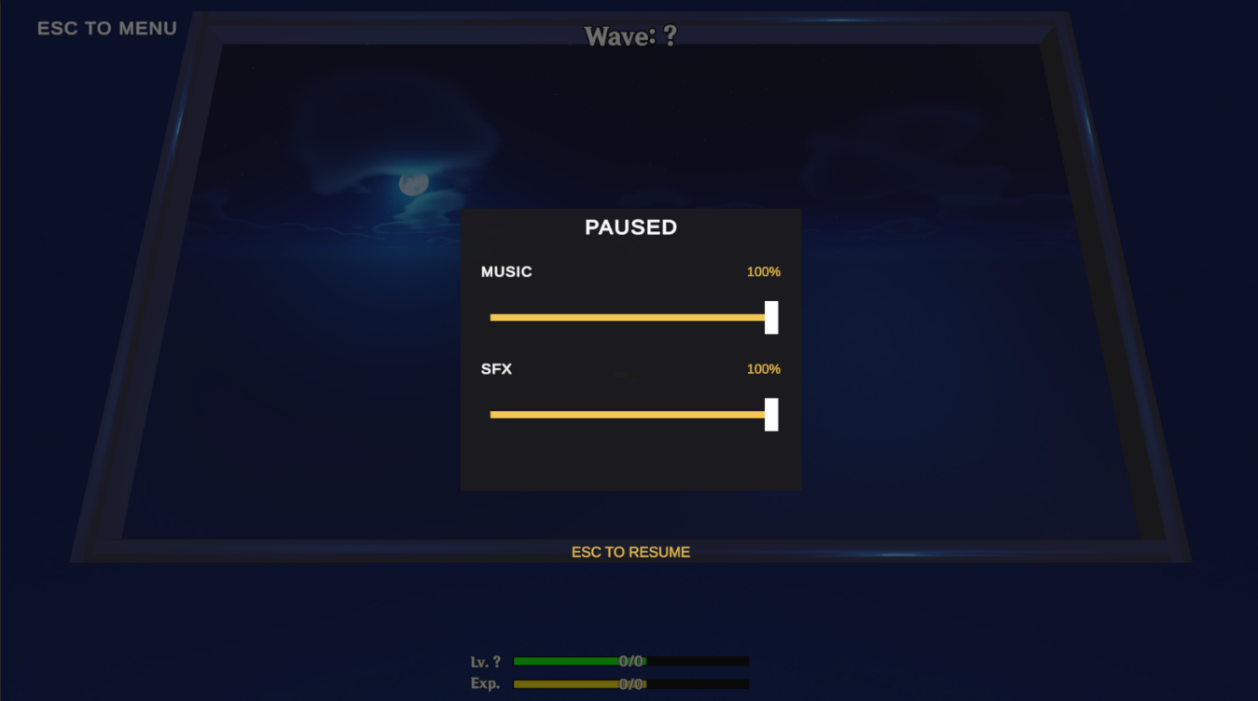 ESC TO MENU
Wave: ?
PAUSED
MUSIC 100%
SFX 100%
ESC TO RESUME
Lv. ? 0/0
Exp. 0/0